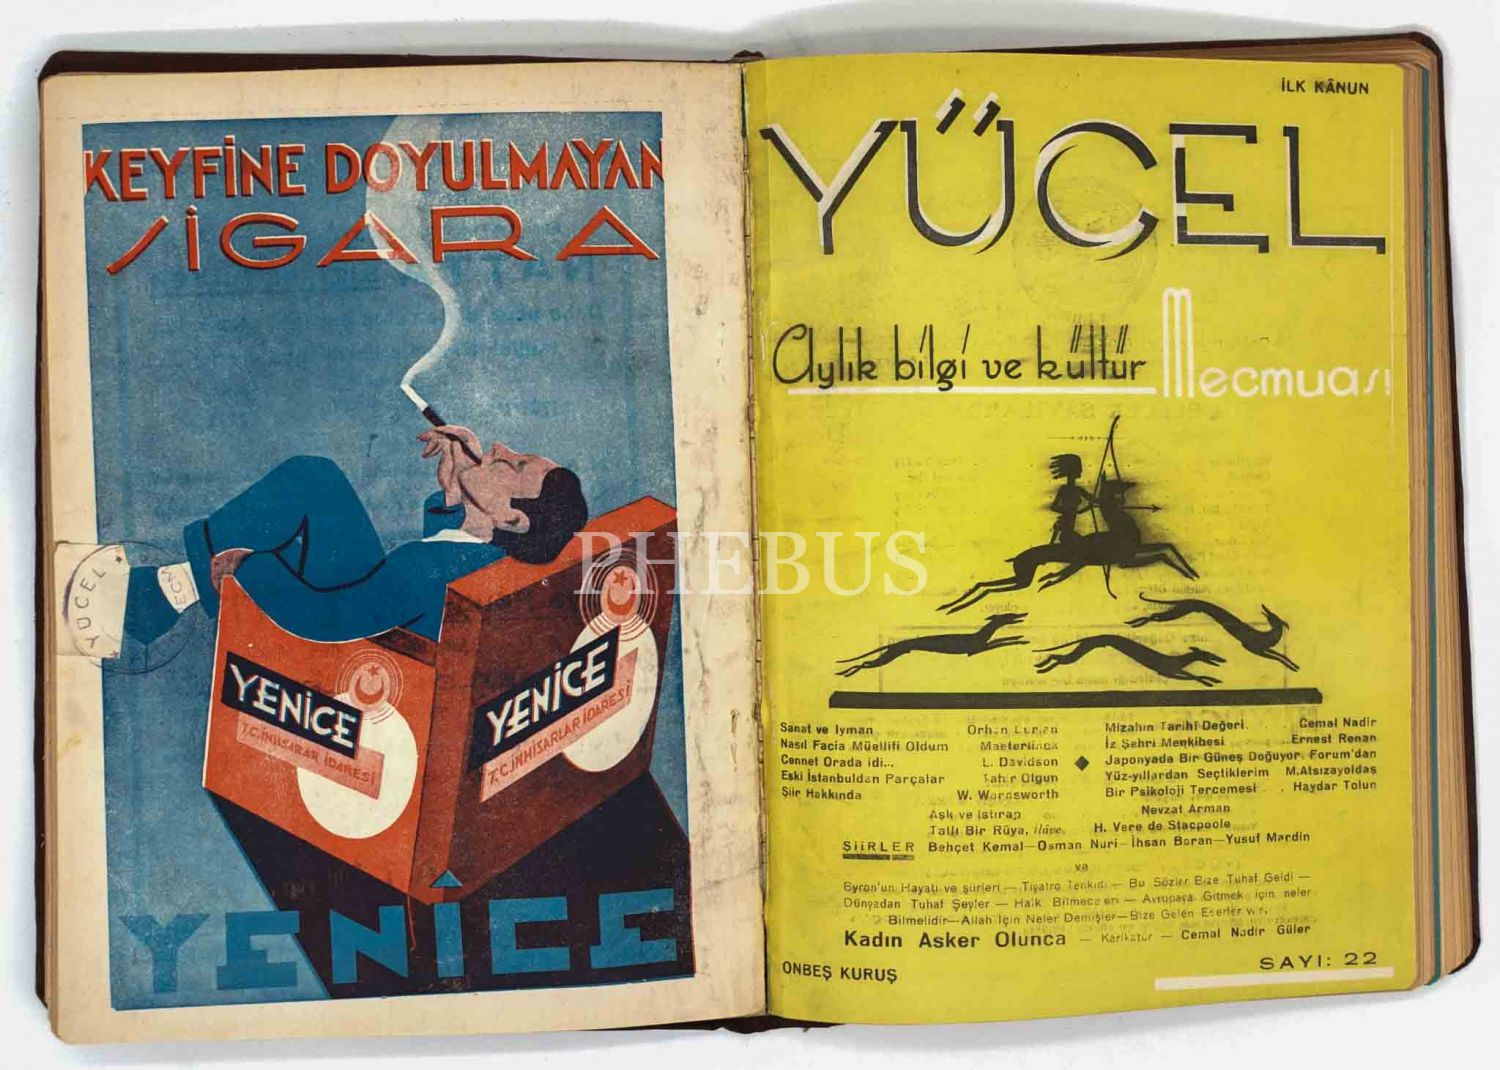 KEYFİNE DOYULMAYAN
SİGARA
YÜCEL
ECM
YENİCE
T.C. İNHİSARLAR İDARESİ
YENİCE
T.C. İNHİSARLAR İDARESİ
YENİCE
PHEBUS
İLK KÂNUN
YÜCEL
Aylık bilgi ve kültür Mecmuası
Sanat ve İyman Orhan Burian
Nasıl Facia Müellifi Oldum Maeterlinck
Cennet Orada idi... L. Davidson
Eski İstanbuldan Parçalar Tahir Olgun
Şiir Hakkında W. Wordsworth
Mizahın Tarihî Değeri. Cemal Nadir
İz Şehri Menkibesi Ernest Renan
Japonyada Bir Güneş Doğuyor. Forum'dan
Yüz-yıllardan Seçtiklerim M.Atsızayoldaş
Bir Psikoloji Tercemesi . Haydar Tolun
Aşk ve Istırap Nevzat Arman
Tatlı Bir Rüya, ilâve, H. Vere de Stacpoole
ŞİİRLER Behçet Kemal—Osman Nuri—İhsan Boran—Yusuf Mardin
ve
Byron'un Hayatı ve şiirleri — Tiyatro Tenkidi — Bu Sözler Bize Tuhaf Geldi —
Dünyadan Tuhaf Şeyler — Halk Bilmeceleri — Avrupaya Gitmek için neler
Bilmelidir—Allah İçin Neler Demişler—Bize Gelen Eserler v. s.
Kadın Asker Olunca — Karikatür — Cemal Nadir Güler
ONBEŞ KURUŞ
SAYI: 22